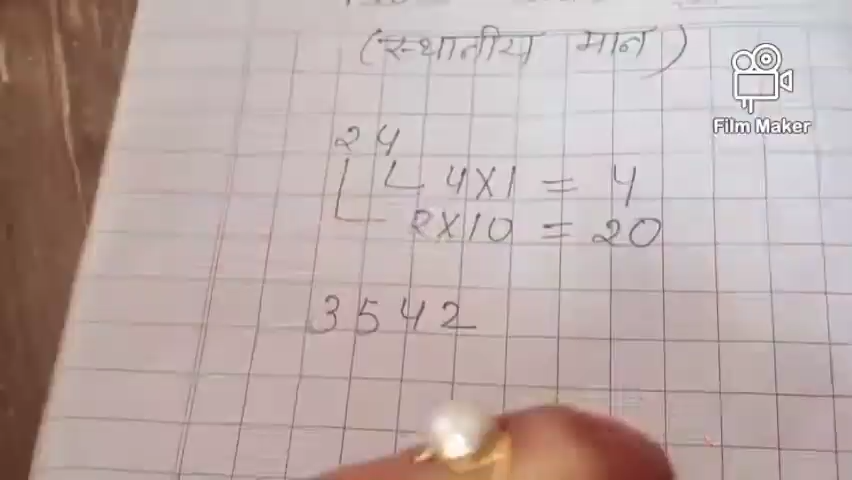 (स्थानीय मान)
24
4X1 = 4
2X10 = 20
3542
Film Maker